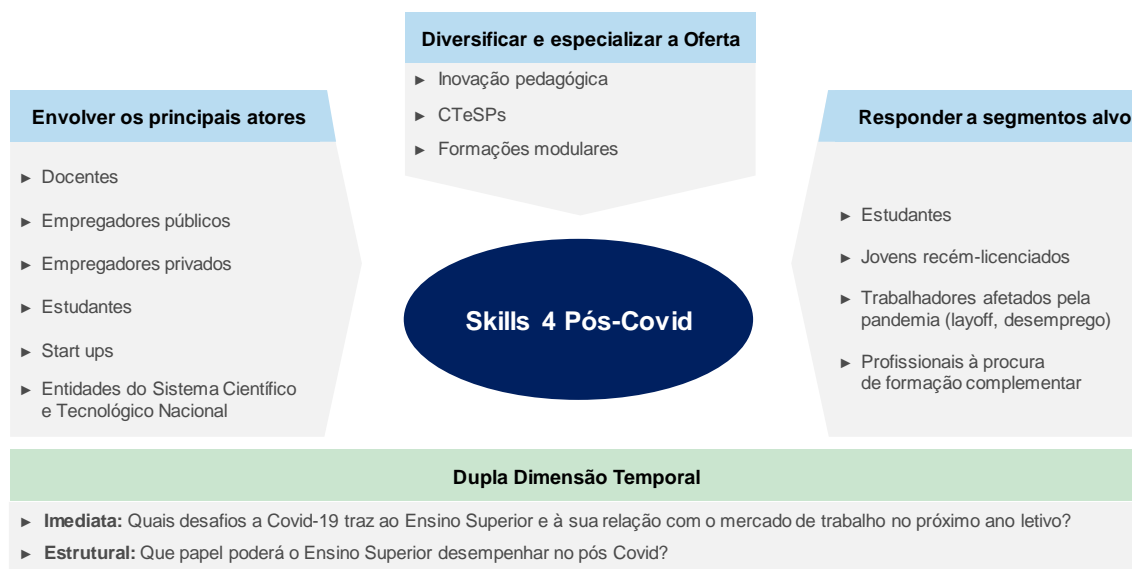 Diversificar e especializar a Oferta
► Inovação pedagógica
► CTeSPs
► Formações modulares
Envolver os principais atores
► Docentes
► Empregadores públicos
► Empregadores privados
► Estudantes
► Start ups
► Entidades do Sistema Científico
e Tecnológico Nacional
Skills 4 Pós-Covid
Responder a segmentos alvo
► Estudantes
► Jovens recém-licenciados
► Trabalhadores afetados pela
pandemia (layoff, desemprego)
► Profissionais à procura
de formação complementar
Dupla Dimensão Temporal
► Imediata: Quais desafios a Covid-19 traz ao Ensino Superior e à sua relação com o mercado de trabalho no próximo ano letivo?
► Estrutural: Que papel poderá o Ensino Superior desempenhar no pós Covid?